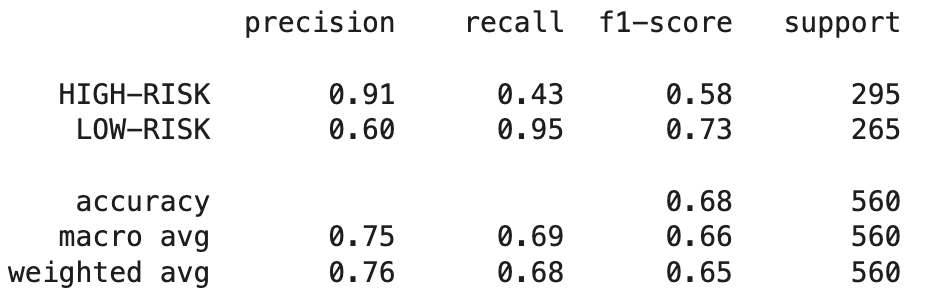 precision recall f1-score support
HIGH-RISK 0.91 0.43 0.58 295
LOW-RISK 0.60 0.95 0.73 265
accuracy 0.68 560
macro avg 0.75 0.69 0.66 560
weighted avg 0.76 0.68 0.65 560